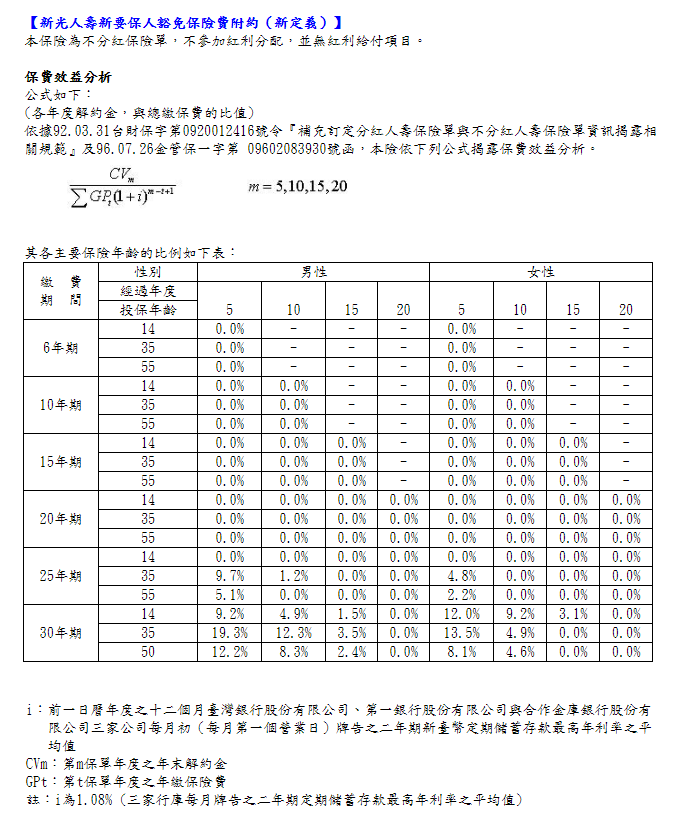 【新光人壽新要保人豁免保險費附約（新定義）】
本保險為不分紅保險單，不參加紅利分配，並無紅利給付項目。
保費效益分析
公式如下：
(各年度解約金，與總繳保費的比值)
依據92.03.31台財保字第0920012416號令『補充訂定分紅人壽保險單與不分紅人壽保險單資訊揭露相
關規範』及96.07.26金管保一字第 09602083930號函，本險依下列公式揭露保費效益分析。
CVm / ∑GPt(1+i)^m-t+1 m = 5,10,15,20
其各主要保險年齡的比例如下表：
繳 費 期 間 性別 男性 女性
經過年度
投保年齡 5 10 15 20 5 10 15 20
14 0.0% - - - 0.0% - - -
6年期 35 0.0% - - - 0.0% - - -
55 0.0% - - - 0.0% - - -
14 0.0% 0.0% - - 0.0% 0.0% - -
10年期 35 0.0% 0.0% - - 0.0% 0.0% - -
55 0.0% 0.0% - - 0.0% 0.0% - -
14 0.0% 0.0% 0.0% - 0.0% 0.0% 0.0% -
15年期 35 0.0% 0.0% 0.0% - 0.0% 0.0% 0.0% -
55 0.0% 0.0% 0.0% - 0.0% 0.0% 0.0% -
14 0.0% 0.0% 0.0% 0.0% 0.0% 0.0% 0.0% 0.0%
20年期 35 0.0% 0.0% 0.0% 0.0% 0.0% 0.0% 0.0% 0.0%
55 0.0% 0.0% 0.0% 0.0% 0.0% 0.0% 0.0% 0.0%
14 0.0% 0.0% 0.0% 0.0% 0.0% 0.0% 0.0% 0.0%
25年期 35 9.7% 1.2% 0.0% 0.0% 4.8% 0.0% 0.0% 0.0%
55 5.1% 0.0% 0.0% 0.0% 2.2% 0.0% 0.0% 0.0%
14 9.2% 4.9% 1.5% 0.0% 12.0% 9.2% 3.1% 0.0%
30年期 35 19.3% 12.3% 3.5% 0.0% 13.5% 4.9% 0.0% 0.0%
50 12.2% 8.3% 2.4% 0.0% 8.1% 4.6% 0.0% 0.0%
i：前一日曆年度之十二個月臺灣銀行股份有限公司、第一銀行股份有限公司與合作金庫銀行股份有
限公司三家公司每月初（每月第一個營業日）牌告之二年期新臺幣定期儲蓄存款最高年利率之平
均值
CVm：第m保單年度之年末解約金
GPt：第t保單年度之年繳保險費
註：i為1.08% (三家行庫每月牌告之二年期定期儲蓄存款最高年利率之平均值)